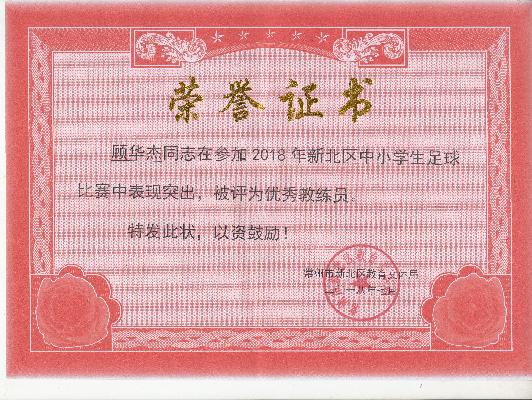 荣誉证书
顾华杰同志在参加2018年新北区中小学生足球
比赛中表现突出，被评为优秀教练员。
特发此状，以资鼓励！
常州市新北区教育文体局